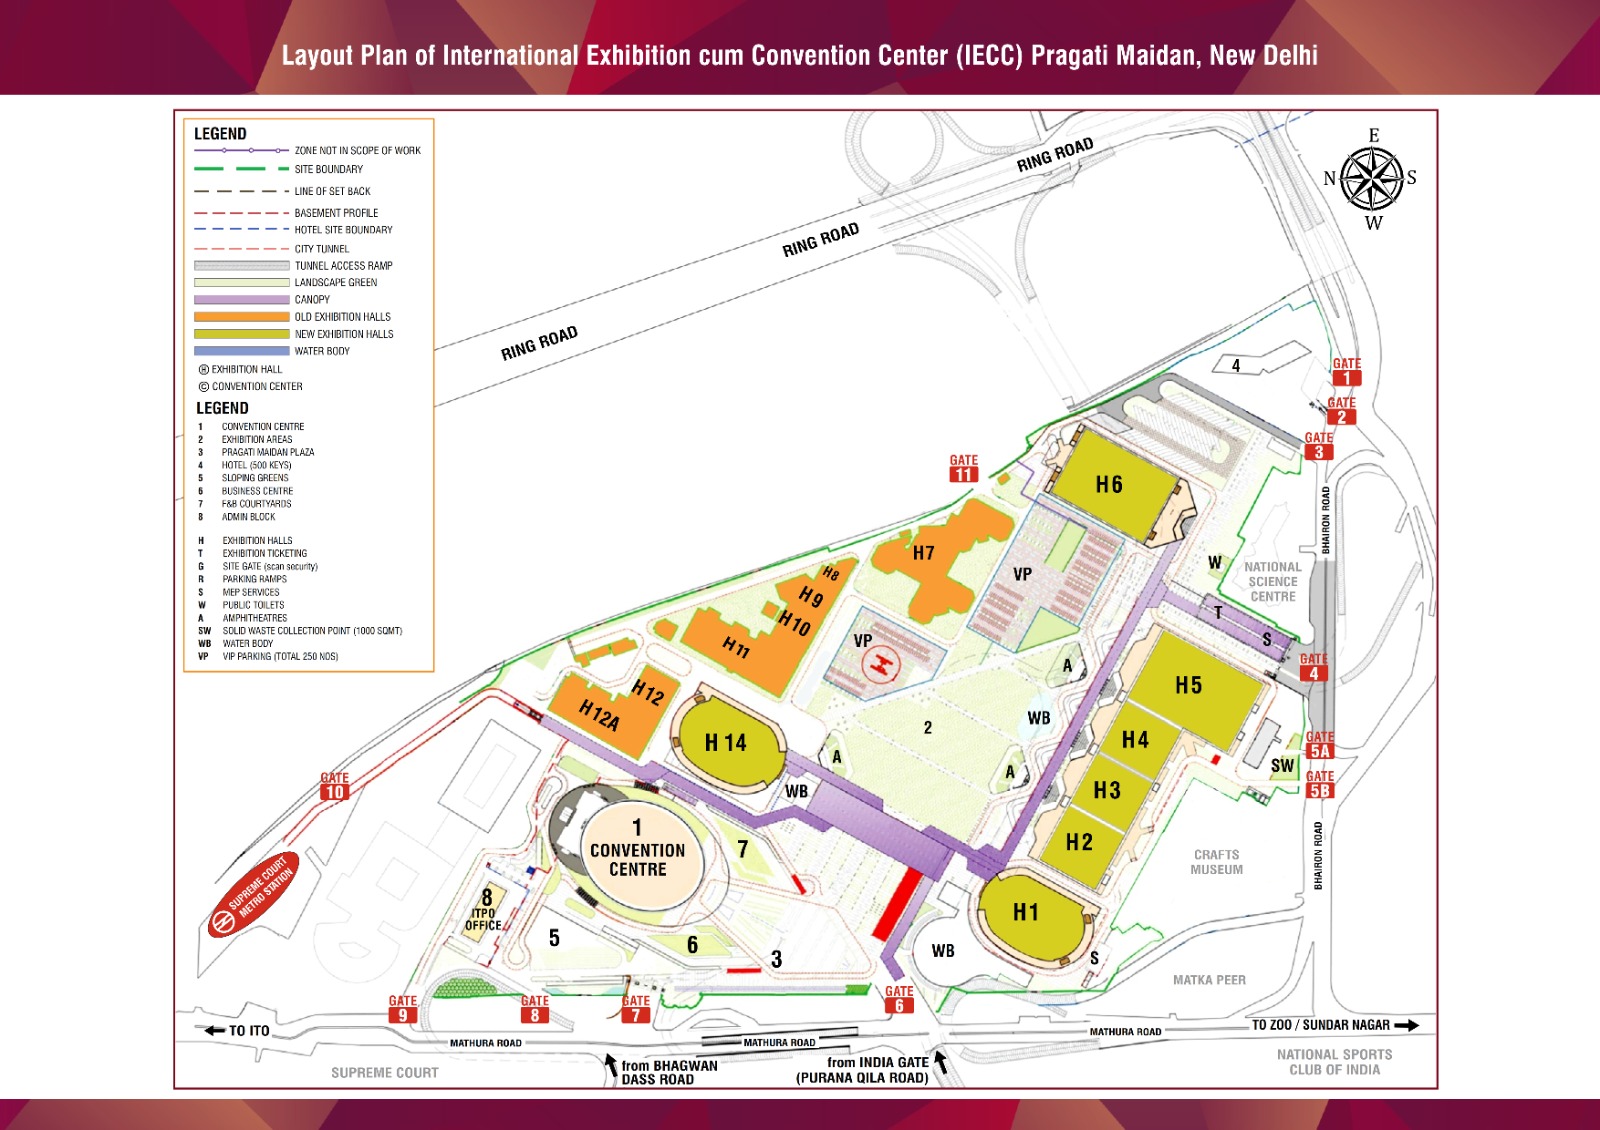 Layout Plan of International Exhibition cum Convention Center (IECC) Pragati Maidan, New Delhi
LEGEND
ZONE NOT IN SCOPE OF WORK
SITE BOUNDARY
LINE OF SET BACK
BASEMENT PROFILE
HOTEL SITE BOUNDARY
CITY TUNNEL
TUNNEL ACCESS RAMP
LANDSCAPE GREEN
CANOPY
OLD EXHIBITION HALLS
NEW EXHIBITION HALLS
WATER BODY
H EXHIBITION HALL
C CONVENTION CENTER
LEGEND
1 CONVENTION CENTRE
2 EXHIBITION AREAS
3 PRAGATI MAIDAN PLAZA
4 HOTEL (500 KEYS)
5 SLOPING GREENS
6 BUSINESS CENTRE
7 F&B COURTYARDS
8 ADMIN BLOCK
H EXHIBITION HALLS
T EXHIBITION TICKETING
G SITE GATE (scan security)
R PARKING RAMPS
S MEP SERVICES
W PUBLIC TOILETS
A AMPHITHEATRES
SW SOLID WASTE COLLECTION POINT (1000 SQMT)
WB WATER BODY
VP VIP PARKING (TOTAL 250 NOS)
E
N
S
W
RING ROAD
RING ROAD
RING ROAD
4
GATE
1
GATE
2
GATE
3
GATE
11
H6
BHAIRON ROAD
H7
VP
W
NATIONAL
SCIENCE
CENTRE
H8
H9
H10
H11
T
S
VP
H
A
GATE
4
H12
H12A
H5
WB
2
H 14
H4
A
A
GATE
5A
SW
GATE
5B
GATE
10
WB
H3
1
CONVENTION
CENTRE
7
H2
CRAFTS
MUSEUM
BHAIRON ROAD
SUPREME COURT
METRO STATION
8
ITPO
OFFICE
H1
5
6
3
WB
S
MATKA PEER
GATE
9
GATE
8
GATE
7
GATE
6
TO ITO
MATHURA ROAD
MATHURA ROAD
MATHURA ROAD
TO ZOO / SUNDAR NAGAR
SUPREME COURT
from BHAGWAN
DASS ROAD
from INDIA GATE
(PURANA QILA ROAD)
NATIONAL SPORTS
CLUB OF INDIA